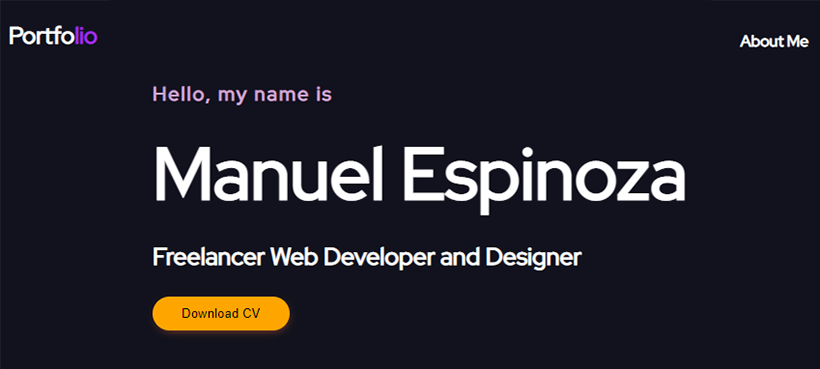 Portfolio
About Me
Hello, my name is
Manuel Espinoza
Freelancer Web Developer and Designer
Download CV